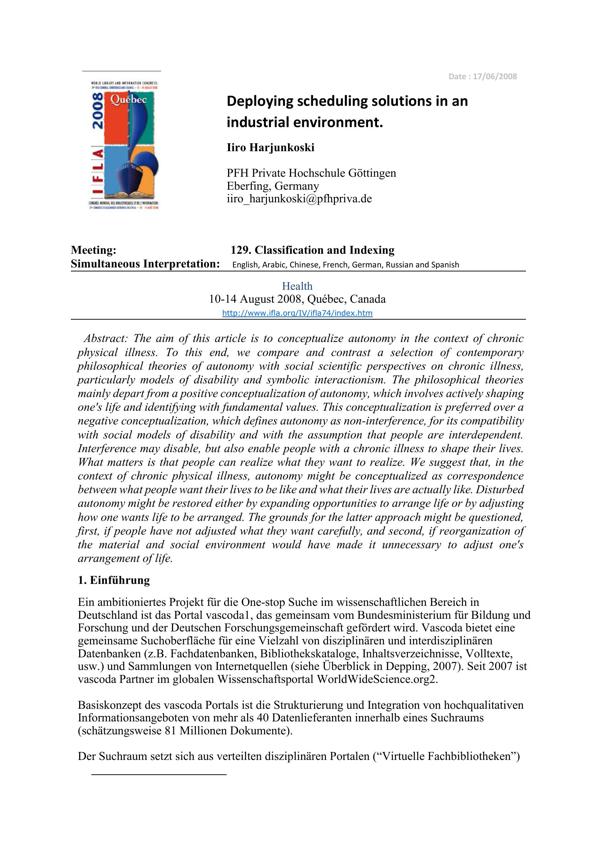 Date : 17/06/2008
2008
Québec
IFLA
Deploying scheduling solutions in an
industrial environment.
Iiro Harjunkoski
PFH Private Hochschule Göttingen
Eberfing, Germany
iiro_harjunkoski@pfhpriva.de
Meeting: 129. Classification and Indexing
Simultaneous Interpretation: English, Arabic, Chinese, French, German, Russian and Spanish
Health
10-14 August 2008, Québec, Canada
http://www.ifla.org/IV/ifla74/index.htm
Abstract: The aim of this article is to conceptualize autonomy in the context of chronic
physical illness. To this end, we compare and contrast a selection of contemporary
philosophical theories of autonomy with social scientific perspectives on chronic illness,
particularly models of disability and symbolic interactionism. The philosophical theories
mainly depart from a positive conceptualization of autonomy, which involves actively shaping
one's life and identifying with fundamental values. This conceptualization is preferred over a
negative conceptualization, which defines autonomy as non-interference, for its compatibility
with social models of disability and with the assumption that people are interdependent.
Interference may disable, but also enable people with a chronic illness to shape their lives.
What matters is that people can realize what they want to realize. We suggest that, in the
context of chronic physical illness, autonomy might be conceptualized as correspondence
between what people want their lives to be like and what their lives are actually like. Disturbed
autonomy might be restored either by expanding opportunities to arrange life or by adjusting
how one wants life to be arranged. The grounds for the latter approach might be questioned,
first, if people have not adjusted what they want carefully, and second, if reorganization of
the material and social environment would have made it unnecessary to adjust one's
arrangement of life.
1. Einführung
Ein ambitioniertes Projekt für die One-stop Suche im wissenschaftlichen Bereich in
Deutschland ist das Portal vascoda1, das gemeinsam vom Bundesministerium für Bildung und
Forschung und der Deutschen Forschungsgemeinschaft gefördert wird. Vascoda bietet eine
gemeinsame Suchoberfläche für eine Vielzahl von disziplinären und interdisziplinären
Datenbanken (z.B. Fachdatenbanken, Bibliothekskataloge, Inhaltsverzeichnisse, Volltexte,
usw.) und Sammlungen von Internetquellen (siehe Überblick in Depping, 2007). Seit 2007 ist
vascoda Partner im globalen Wissenschaftsportal WorldWideScience.org2.
Basiskonzept des vascoda Portals ist die Strukturierung und Integration von hochqualitativen
Informationsangeboten von mehr als 40 Datenlieferanten innerhalb eines Suchraums
(schätzungsweise 81 Millionen Dokumente).
Der Suchraum setzt sich aus verteilten disziplinären Portalen (“Virtuelle Fachbibliotheken”)